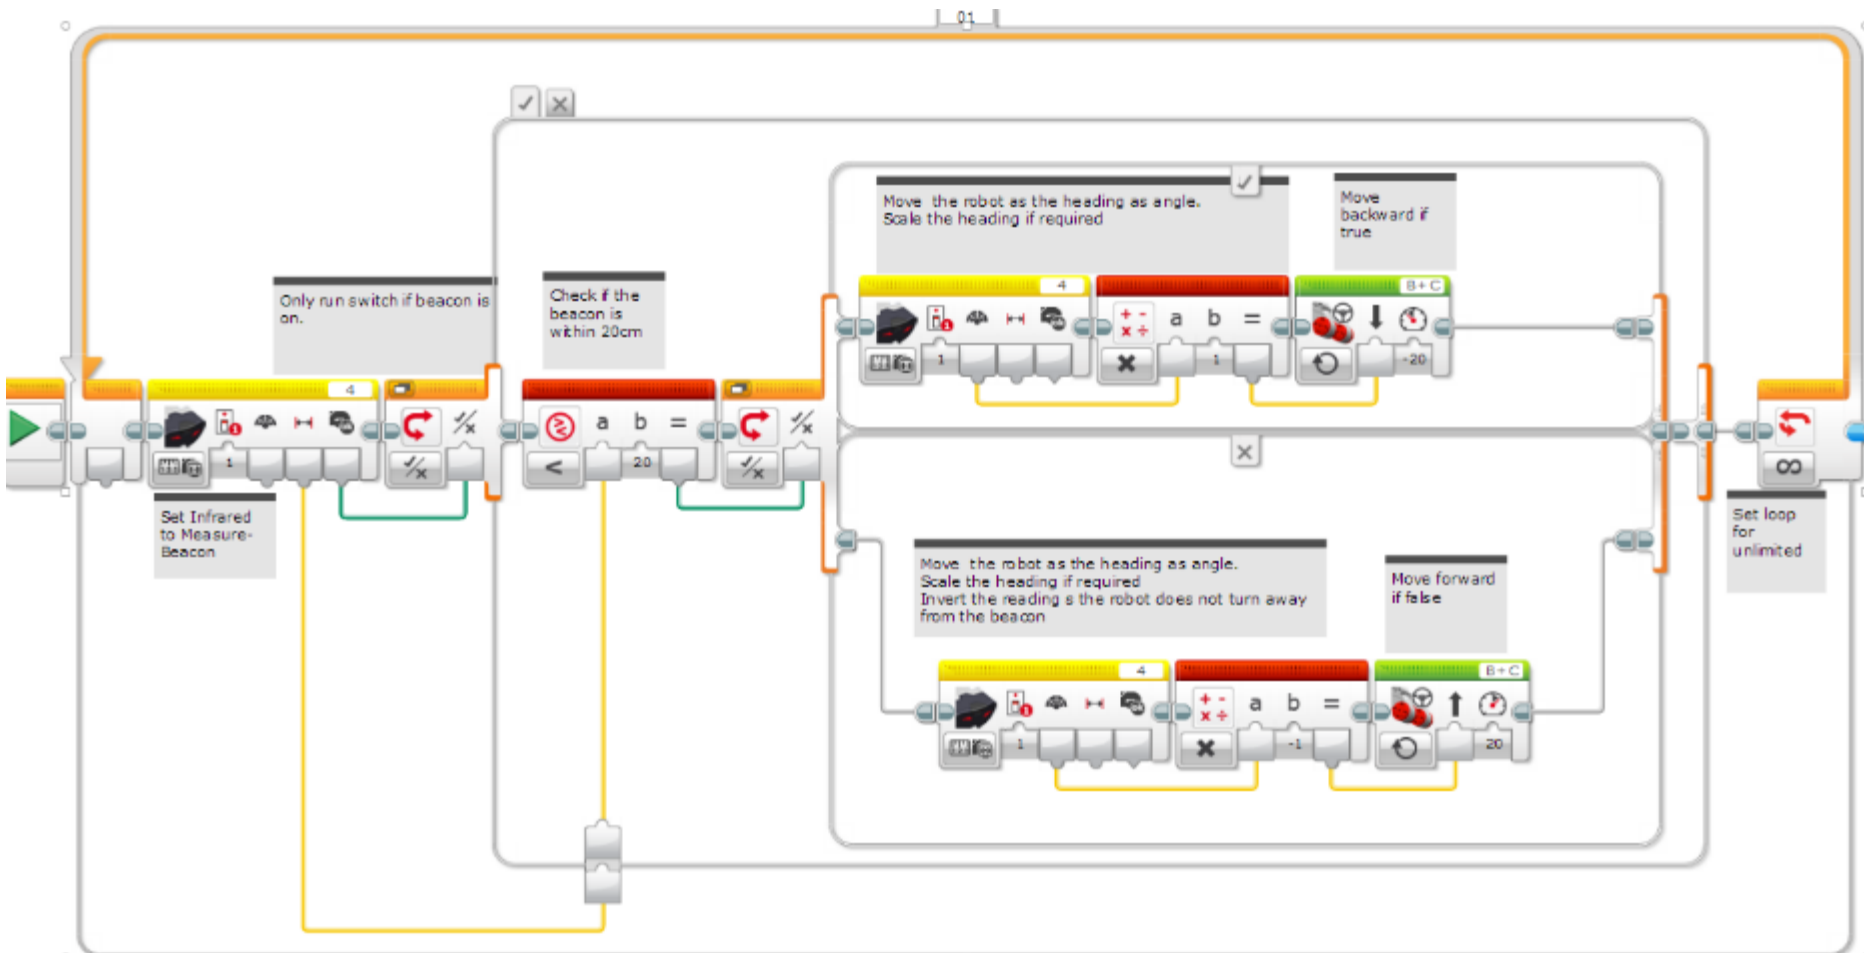 01
Move the robot as the heading as angle.
Scale the heading if required
Move
backward if
true
Only run switch if beacon is
on.
Check if the
beacon is
within 20cm
4
B+C
+ -
x ÷
a b =
1
1
-20
4
a b =
1
20
Set Infrared
to Measure-
Beacon
<
Set loop
for
unlimited
∞
Move the robot as the heading as angle.
Scale the heading if required
Invert the reading s the robot does not turn away
from the beacon
Move forward
if false
4
B+C
+ -
x ÷
a b =
1
-1
20